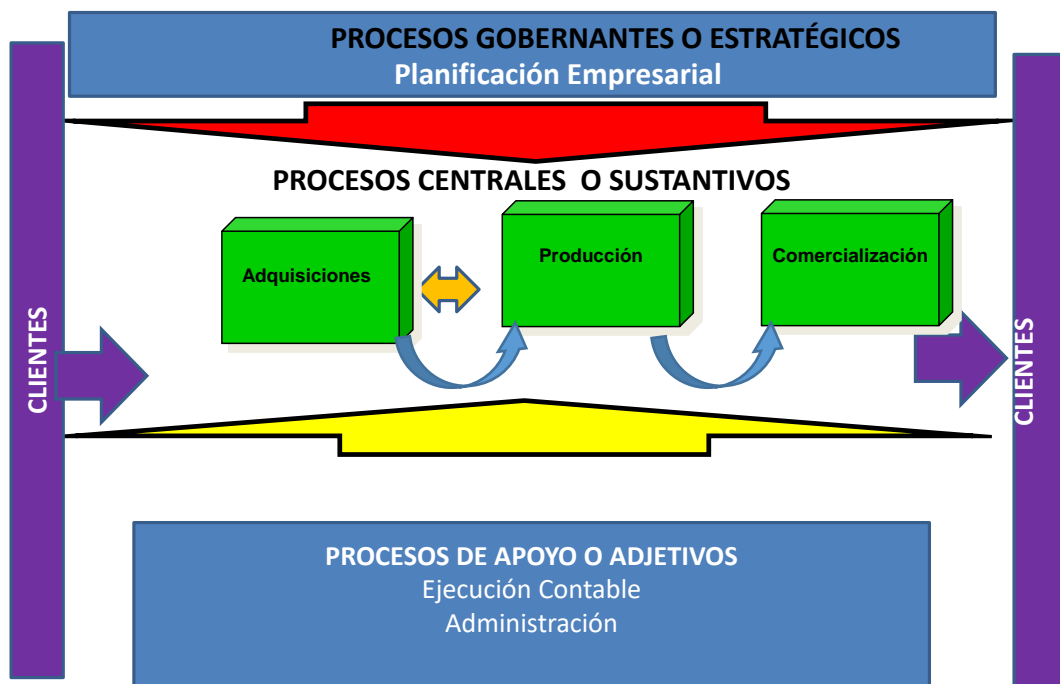 PROCESOS GOBERNANTES O ESTRATÉGICOS
Planificación Empresarial
PROCESOS CENTRALES O SUSTANTIVOS
Adquisiciones
Producción
Comercialización
CLIENTES
CLIENTES
PROCESOS DE APOYO O ADJETIVOS
Ejecución Contable
Administración